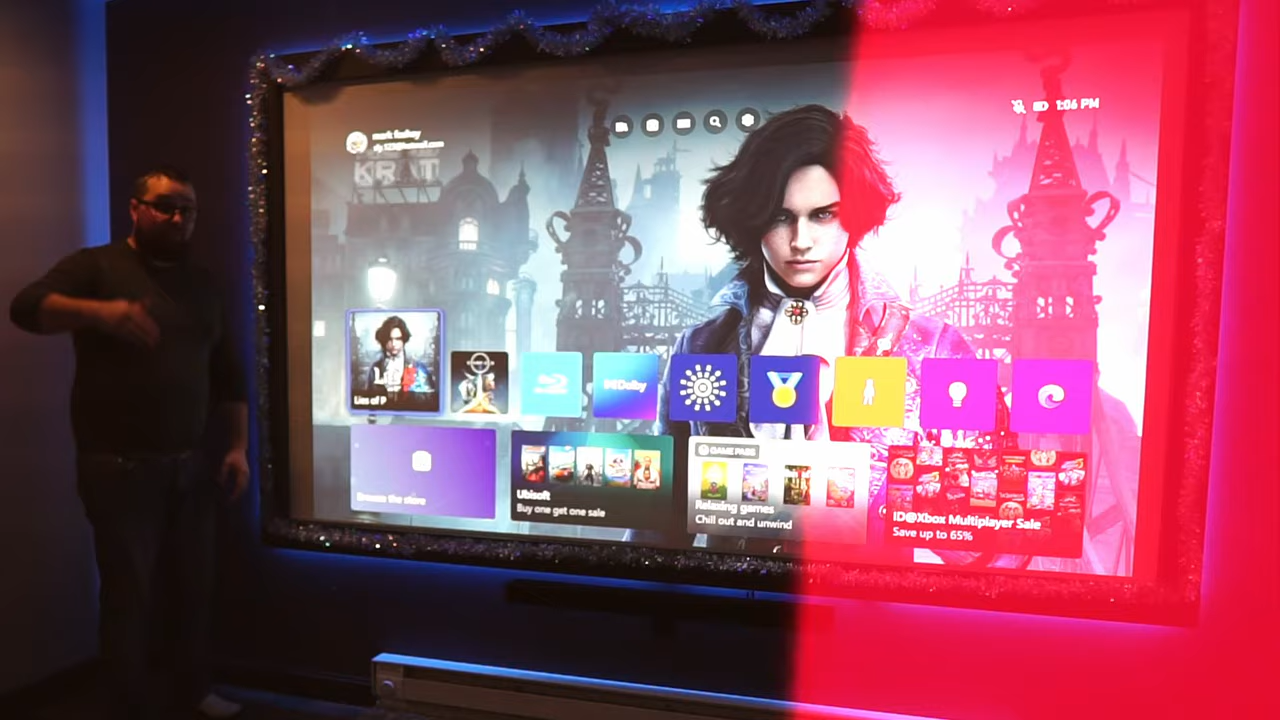 1:06 PM
KRAT
Lies of P
Dolby
Browse the store
Ubisoft
Buy one get one sale
GAME PASS
Relaxing games
Chill out and unwind
ID@Xbox Multiplayer Sale
Save up to 65%